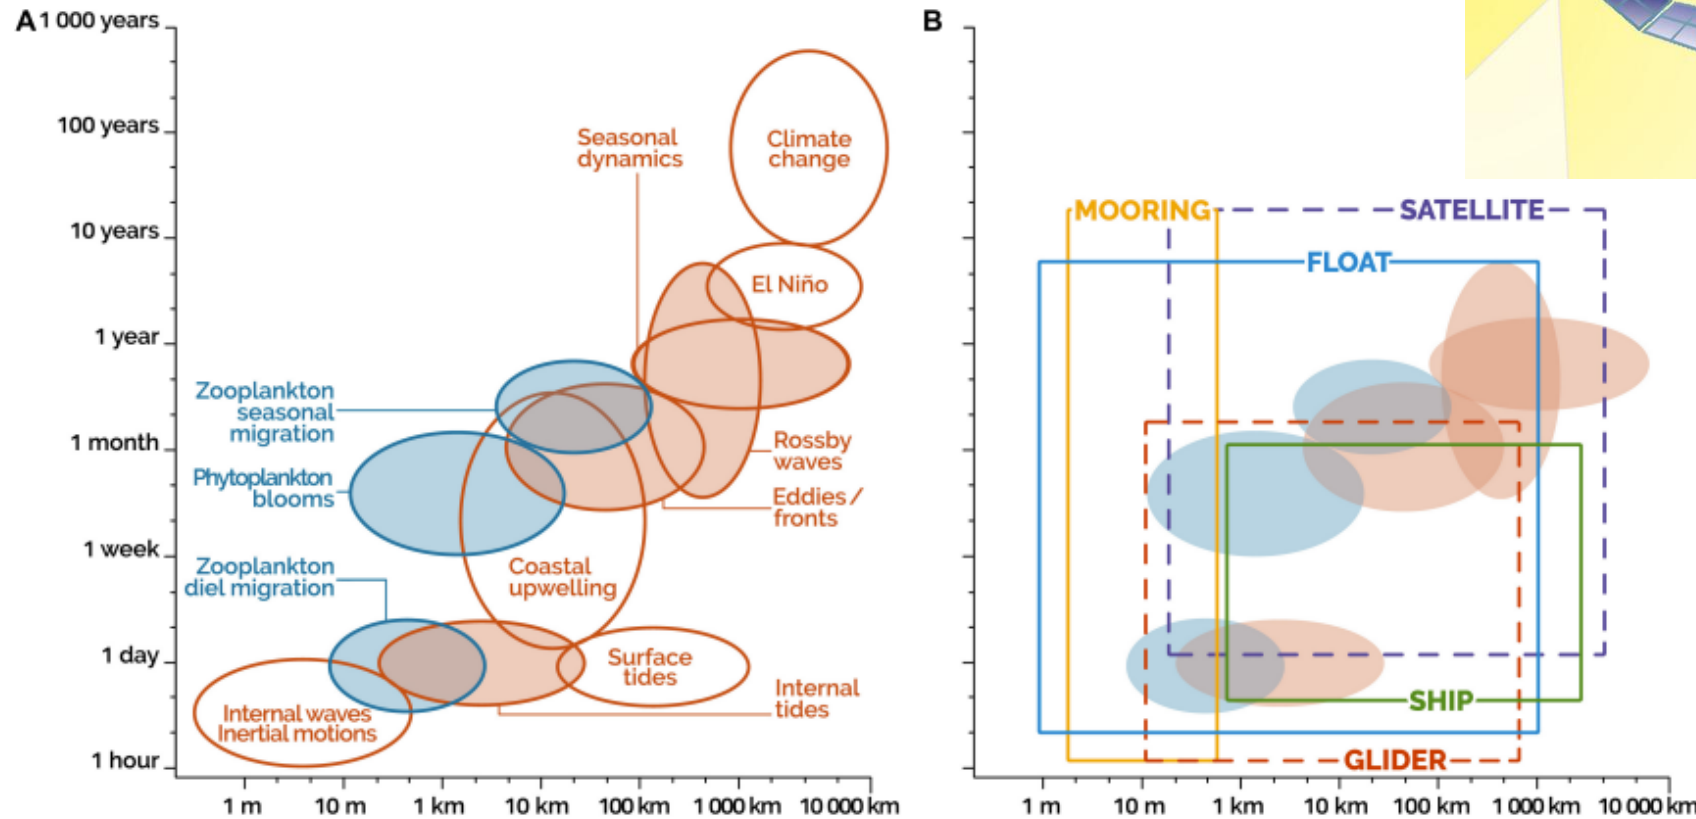 A
1 000 years
100 years
10 years
1 year
1 month
1 week
1 day
1 hour
Seasonal
dynamics
Climate
change
El Niño
Zooplankton
seasonal
migration
Phytoplankton
blooms
Rossby
waves
Eddies /
fronts
Zooplankton
diel migration
Coastal
upwelling
Surface
tides
Internal
tides
Internal waves
Inertial motions
1 m
10 m
1 km
10 km
100 km
1 000 km
10 000 km
B
MOORING
SATELLITE
FLOAT
SHIP
GLIDER
1 m
10 m
1 km
10 km
100 km
1 000 km
10 000 km